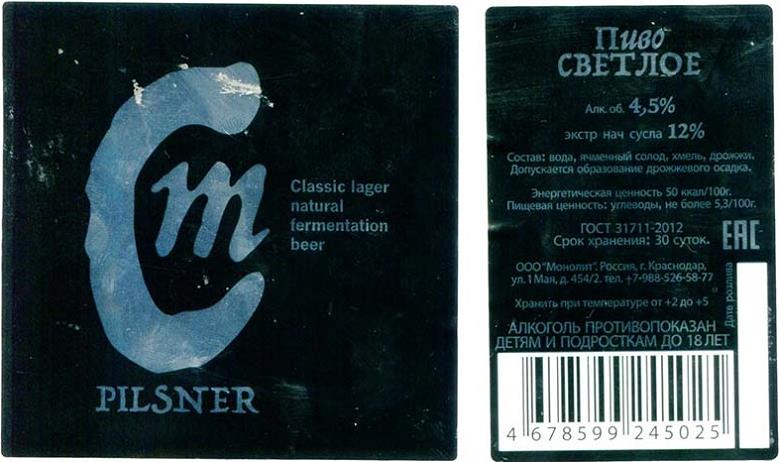 Cm
Classic lager
natural
fermentation
beer
PILSNER
Пиво
СВЕТЛОЕ
Алк. об. 4,5%
экстр нач сусла 12%
Состав: вода, ячменный солод, хмель, дрожжи.
Допускается образование дрожжевого осадка.
Энергетическая ценность 50 ккал/100г.
Пищевая ценность: углеводы, не более 5,3/100г.
ГОСТ 31711-2012
Срок хранения: 30 суток.
EAC
ООО "Монолит". Россия, г. Краснодар,
ул. 1 Мая, д. 454/2. тел. +7-988-526-58-77
Хранить при температуре от +2 до +5
Дата розлива
АЛКОГОЛЬ ПРОТИВОПОКАЗАН
ДЕТЯМ И ПОДРОСТКАМ ДО 18 ЛЕТ
4 678599 245025